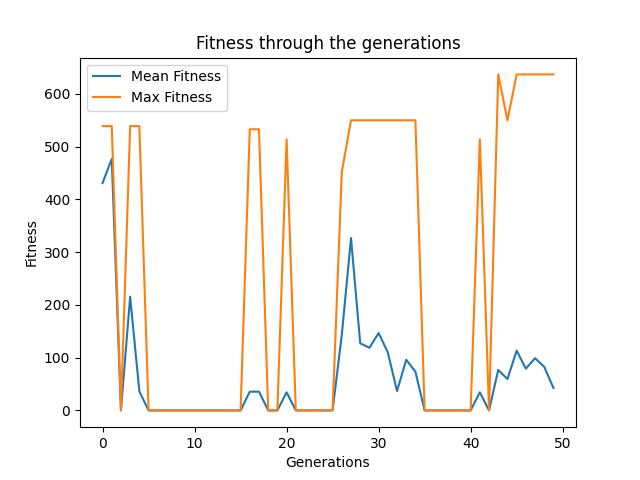 Fitness through the generations
Mean Fitness
Max Fitness
600
500
400
300
200
100
0
Fitness
0 10 20 30 40 50
Generations